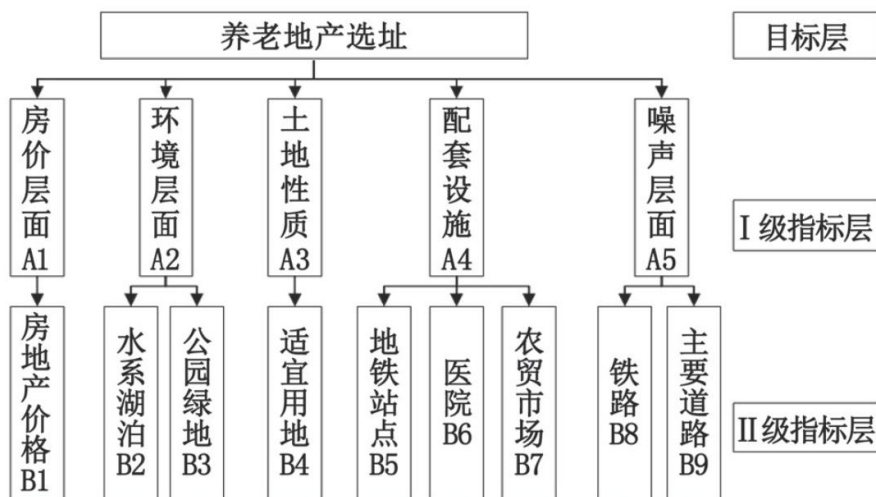 养老地产选址
目标层
房价层面A1
环境层面A2
土地性质A3
配套设施A4
噪声层面A5
I级指标层
房地产价格B1
水系湖泊B2
公园绿地B3
适宜用地B4
地铁站点B5
医院B6
农贸市场B7
铁路B8
主要道路B9
II级指标层